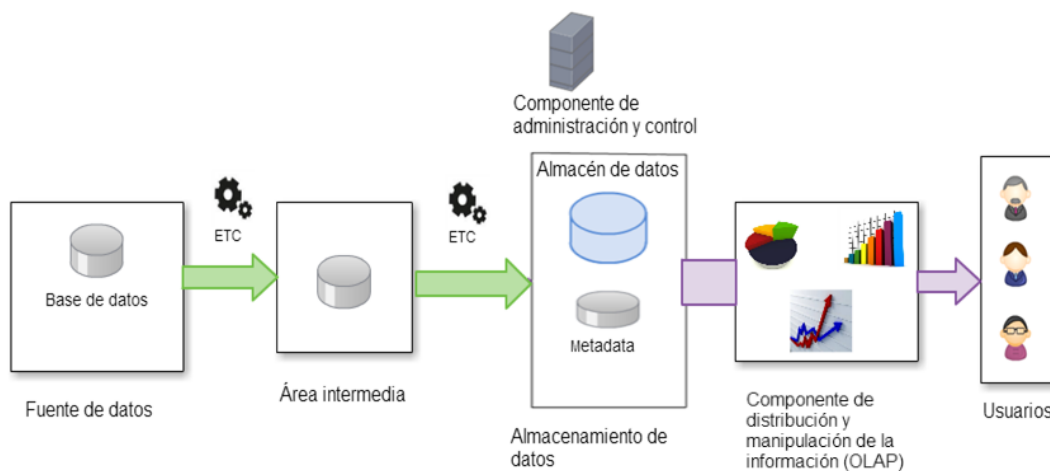 Componente de
administración y control
Almacén de datos
ETC
ETC
Base de datos
Metadata
Fuente de datos
Área intermedia
Almacenamiento de
datos
Componente de
distribución y
manipulación de la
información (OLAP)
Usuarios